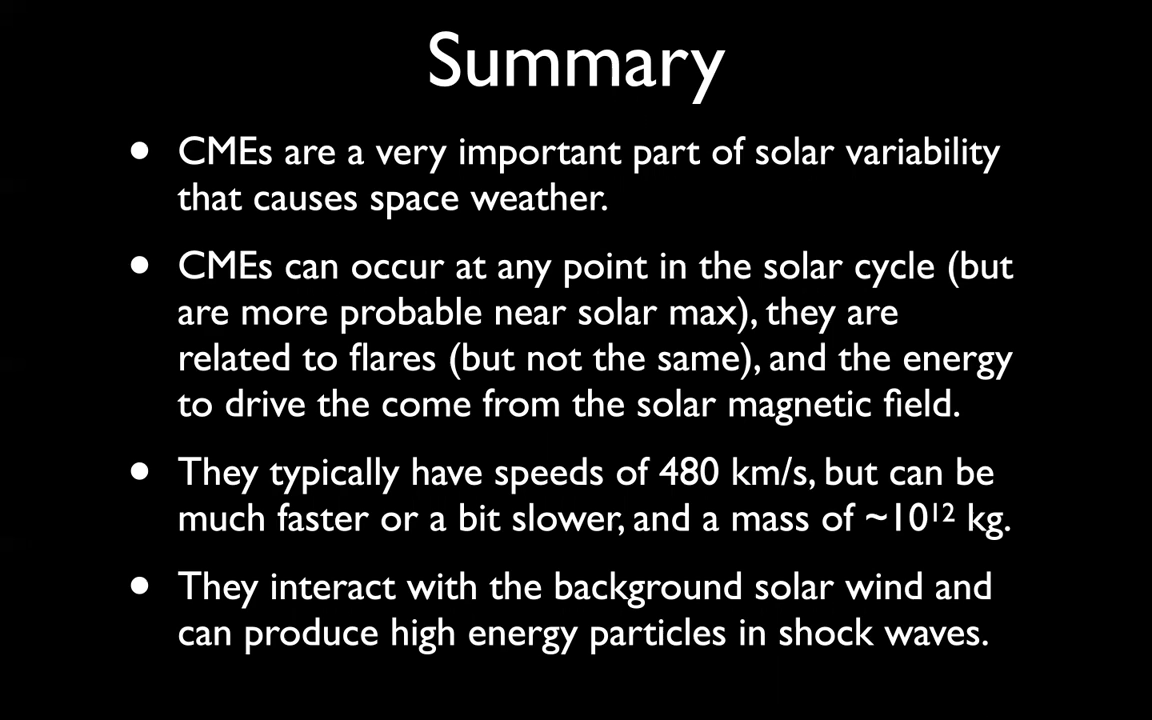 Summary
• CMEs are a very important part of solar variability
that causes space weather.
• CMEs can occur at any point in the solar cycle (but
are more probable near solar max), they are
related to flares (but not the same), and the energy
to drive the come from the solar magnetic field.
• They typically have speeds of 480 km/s, but can be
much faster or a bit slower, and a mass of ~10¹² kg.
• They interact with the background solar wind and
can produce high energy particles in shock waves.